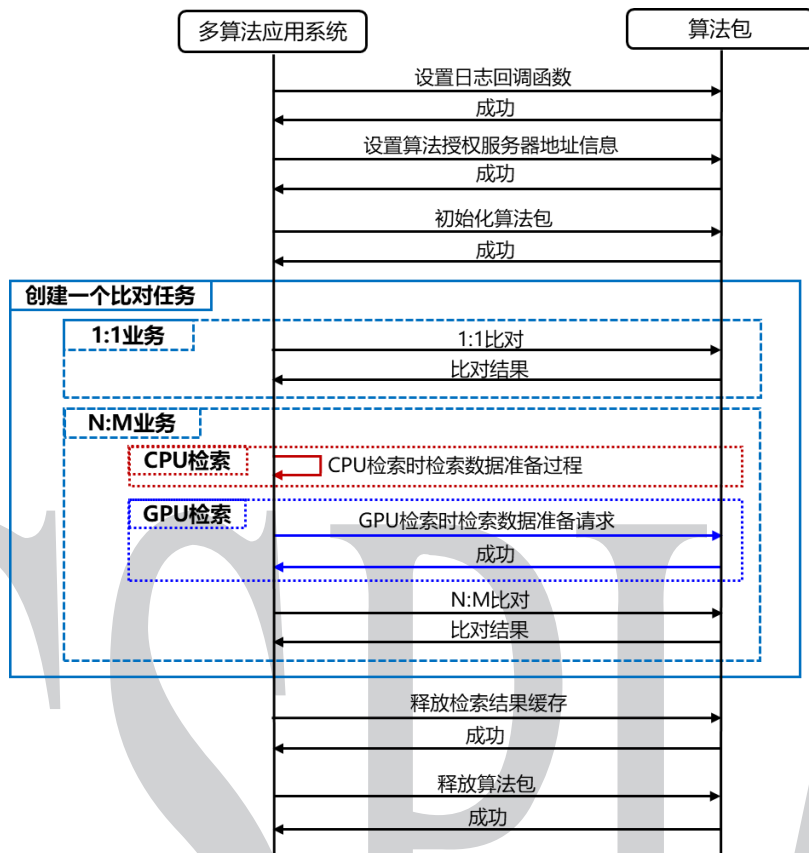 多算法应用系统
算法包
设置日志回调函数
成功
设置算法授权服务器地址信息
成功
初始化算法包
成功
创建一个比对任务
1:1业务
1:1比对
比对结果
N:M业务
CPU检索
CPU检索时检索数据准备过程
GPU检索
GPU检索时检索数据准备请求
成功
N:M比对
比对结果
释放检索结果缓存
成功
释放算法包
成功